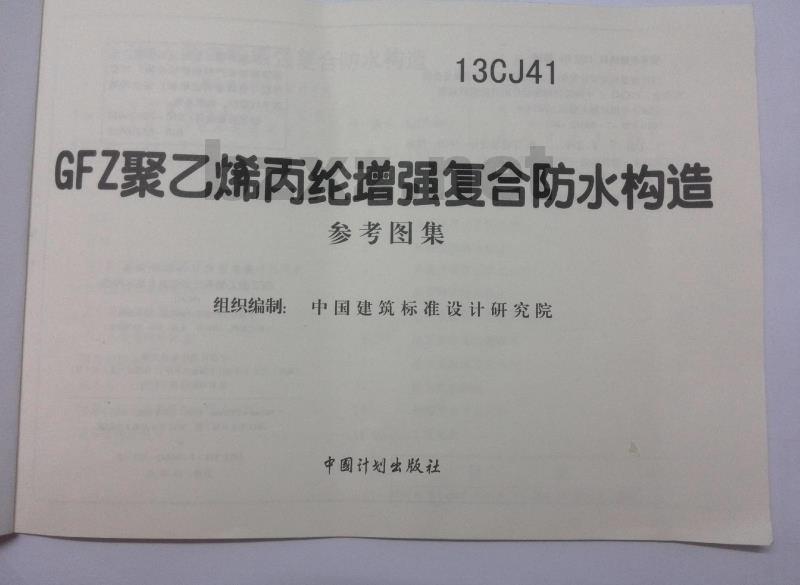 13CJ41
GFZ聚乙烯丙纶增强复合防水构造
参考图集
组织编制: 中国建筑标准设计研究院
中国计划出版社